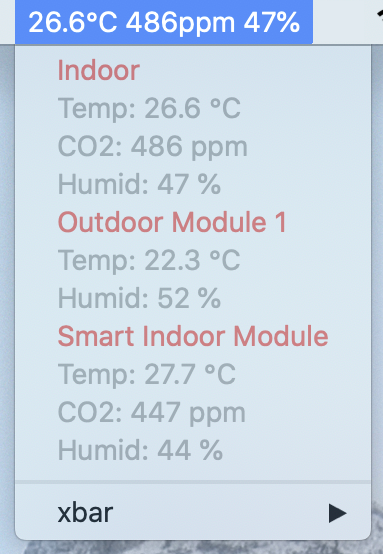 26.6°C 486ppm 47%
Indoor
Temp: 26.6 °C
CO2: 486 ppm
Humid: 47 %
Outdoor Module 1
Temp: 22.3 °C
Humid: 52 %
Smart Indoor Module
Temp: 27.7 °C
CO2: 447 ppm
Humid: 44 %
xbar